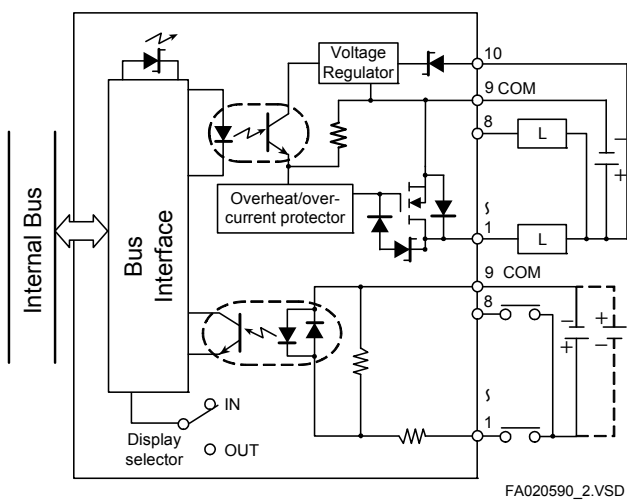 Voltage
Regulator
10
9 COM
8
L
−
+
Overheat/over-
current protector
1
L
Internal Bus
Bus
Interface
9 COM
8
−
+
+
−
1
IN
Display
selector
OUT
FA020590_2.VSD